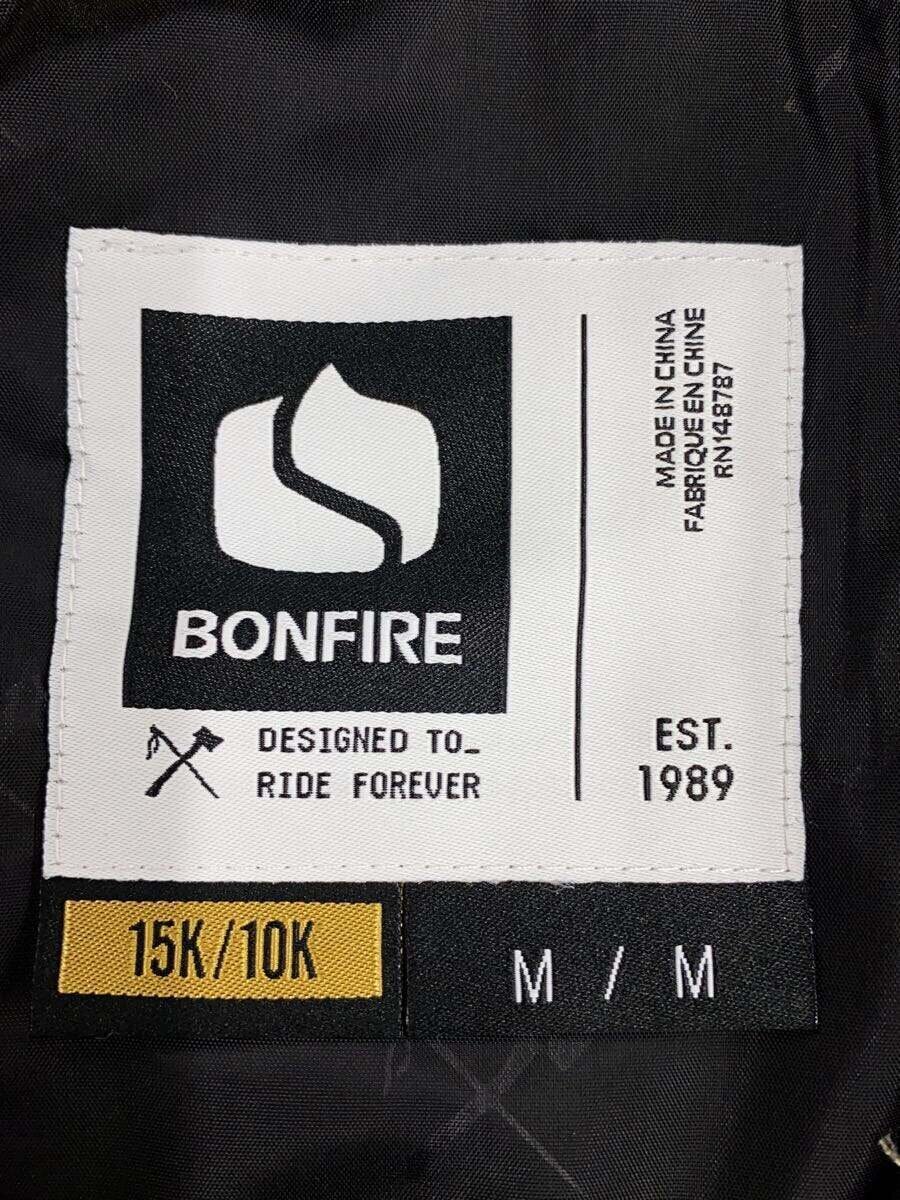 BONFIRE
DESIGNED TO_
RIDE FOREVER
MADE IN CHINA
FABRIQUE EN CHINE
RN148787
EST.
1989
15K/10K
M / M